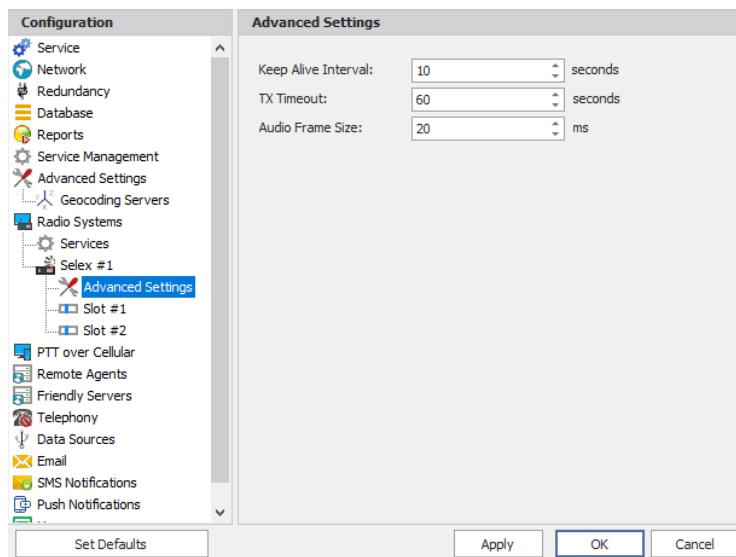 Configuration
Service
Network
Redundancy
Database
Reports
Service Management
Advanced Settings
Geocoding Servers
Radio Systems
Services
Selex #1
Advanced Settings
Slot #1
Slot #2
PTT over Cellular
Remote Agents
Friendly Servers
Telephony
Data Sources
Email
SMS Notifications
Push Notifications
Set Defaults
Advanced Settings
Keep Alive Interval: 10 seconds
TX Timeout: 60 seconds
Audio Frame Size: 20 ms
Apply OK Cancel